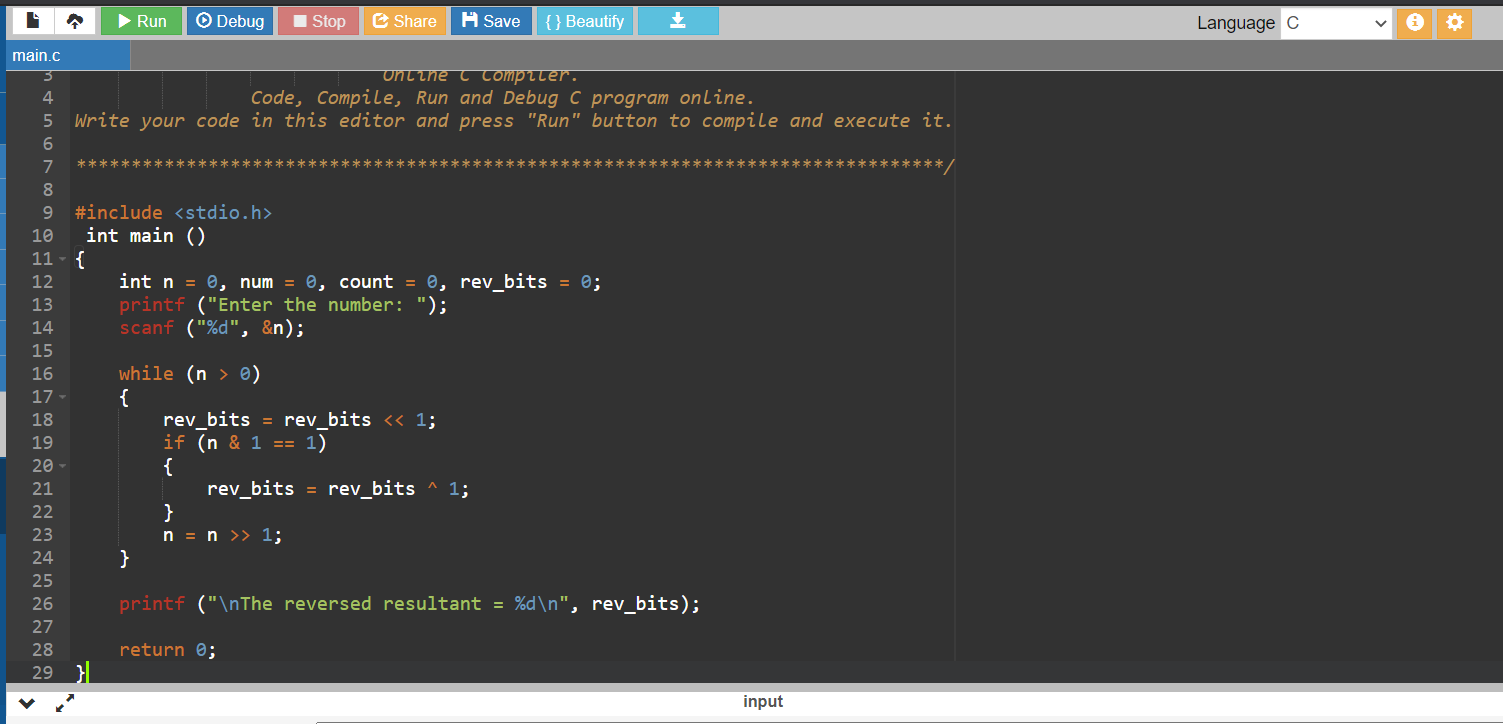 Run Debug Stop Share Save { } Beautify Language C
main.c
3 Online C Compiler.
4 Code, Compile, Run and Debug C program online.
5 Write your code in this editor and press "Run" button to compile and execute it.
6
7 *******************************************************************************/
8
9 #include <stdio.h>
10 int main ()
11 {
12 int n = 0, num = 0, count = 0, rev_bits = 0;
13 printf ("Enter the number: ");
14 scanf ("%d", &n);
15
16 while (n > 0)
17 {
18 rev_bits = rev_bits << 1;
19 if (n & 1 == 1)
20 {
21 rev_bits = rev_bits ^ 1;
22 }
23 n = n >> 1;
24 }
25
26 printf ("\nThe reversed resultant = %d\n", rev_bits);
27
28 return 0;
29 }
input